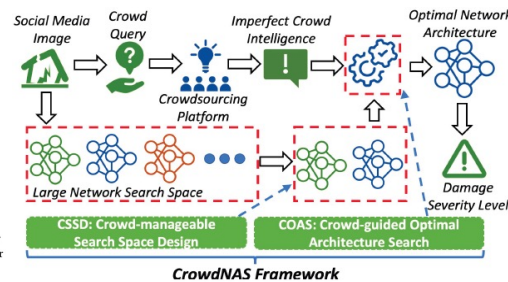 Social Media
Image
Crowd
Query
Crowdsourcing
Platform
Imperfect Crowd
Intelligence
Optimal Network
Architecture
Large Network Search Space
Damage
Severity Level
CSSD: Crowd-manageable
Search Space Design
COAS: Crowd-guided Optimal
Architecture Search
CrowdNAS Framework